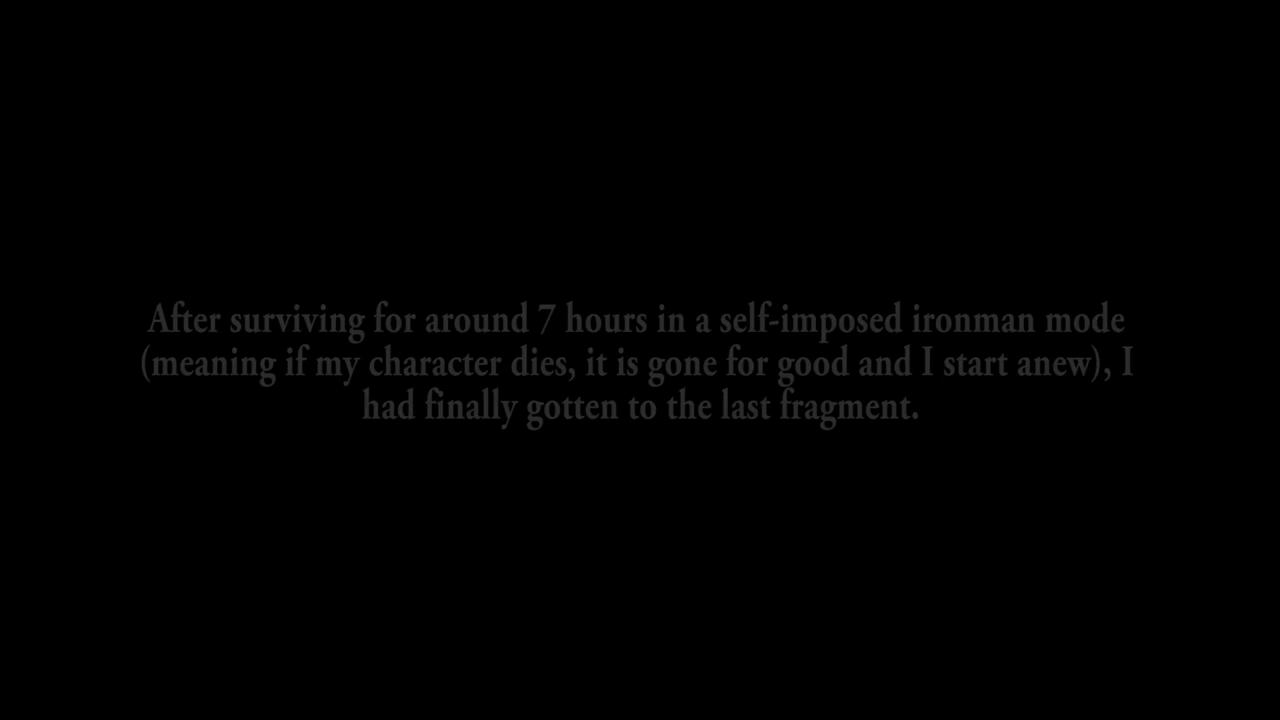 After surviving for around 7 hours in a self-imposed ironman mode
(meaning if my character dies, it is gone for good and I start anew), I
had finally gotten to the last fragment.